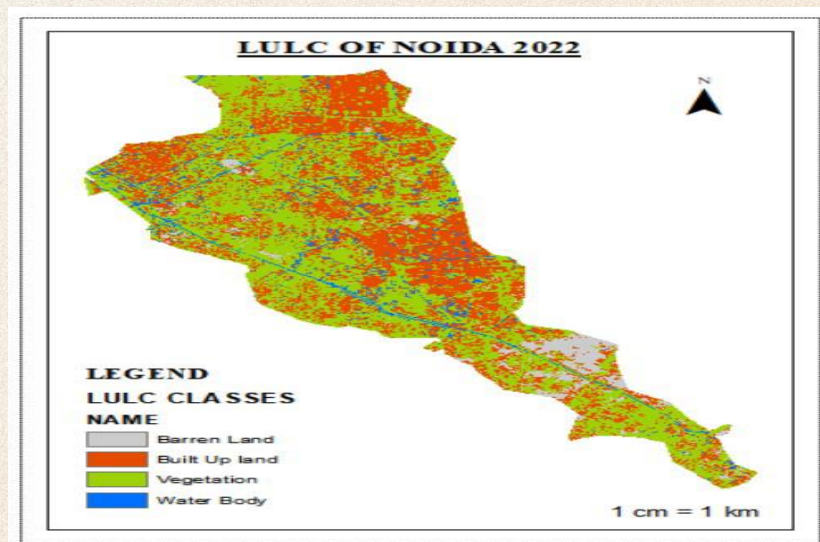 LULC OF NOIDA 2022
N
LEGEND
LULC CLASSES
NAME
Barren Land
Built Up land
Vegetation
Water Body
1 cm = 1 km